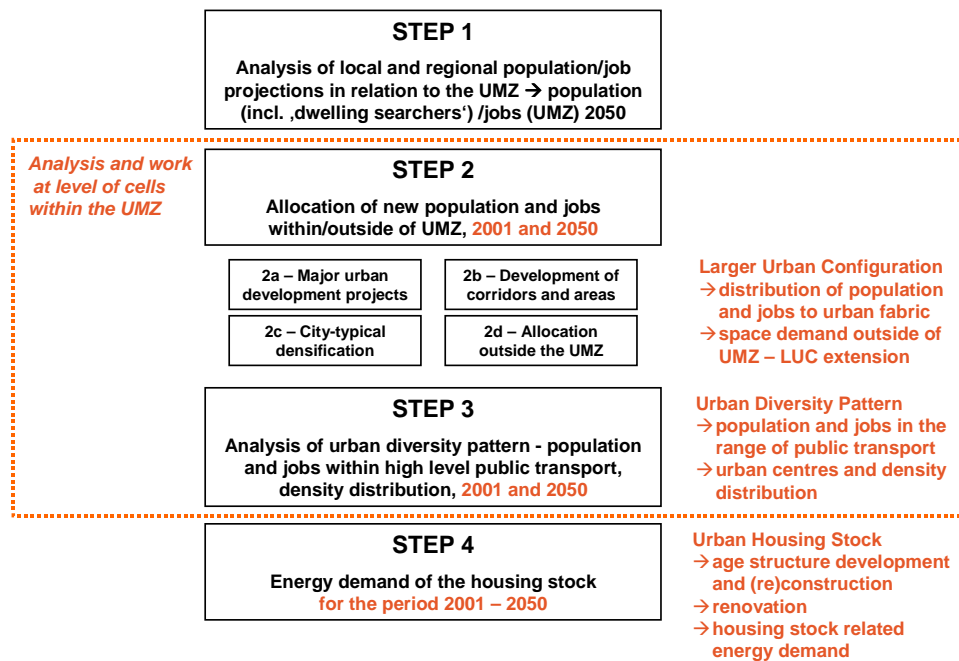 STEP 1
Analysis of local and regional population/job
projections in relation to the UMZ → population
(incl. ‚dwelling searchers‘) /jobs (UMZ) 2050
Analysis and work
at level of cells
within the UMZ
STEP 2
Allocation of new population and jobs
within/outside of UMZ, 2001 and 2050
2a – Major urban
development projects
2b – Development of
corridors and areas
2c – City-typical
densification
2d – Allocation
outside the UMZ
Larger Urban Configuration
→ distribution of population
and jobs to urban fabric
→ space demand outside of
UMZ – LUC extension
STEP 3
Analysis of urban diversity pattern - population
and jobs within high level public transport,
density distribution, 2001 and 2050
Urban Diversity Pattern
→ population and jobs in the
range of public transport
→ urban centres and density
distribution
STEP 4
Energy demand of the housing stock
for the period 2001 – 2050
Urban Housing Stock
→ age structure development
and (re)construction
→ renovation
→ housing stock related
energy demand